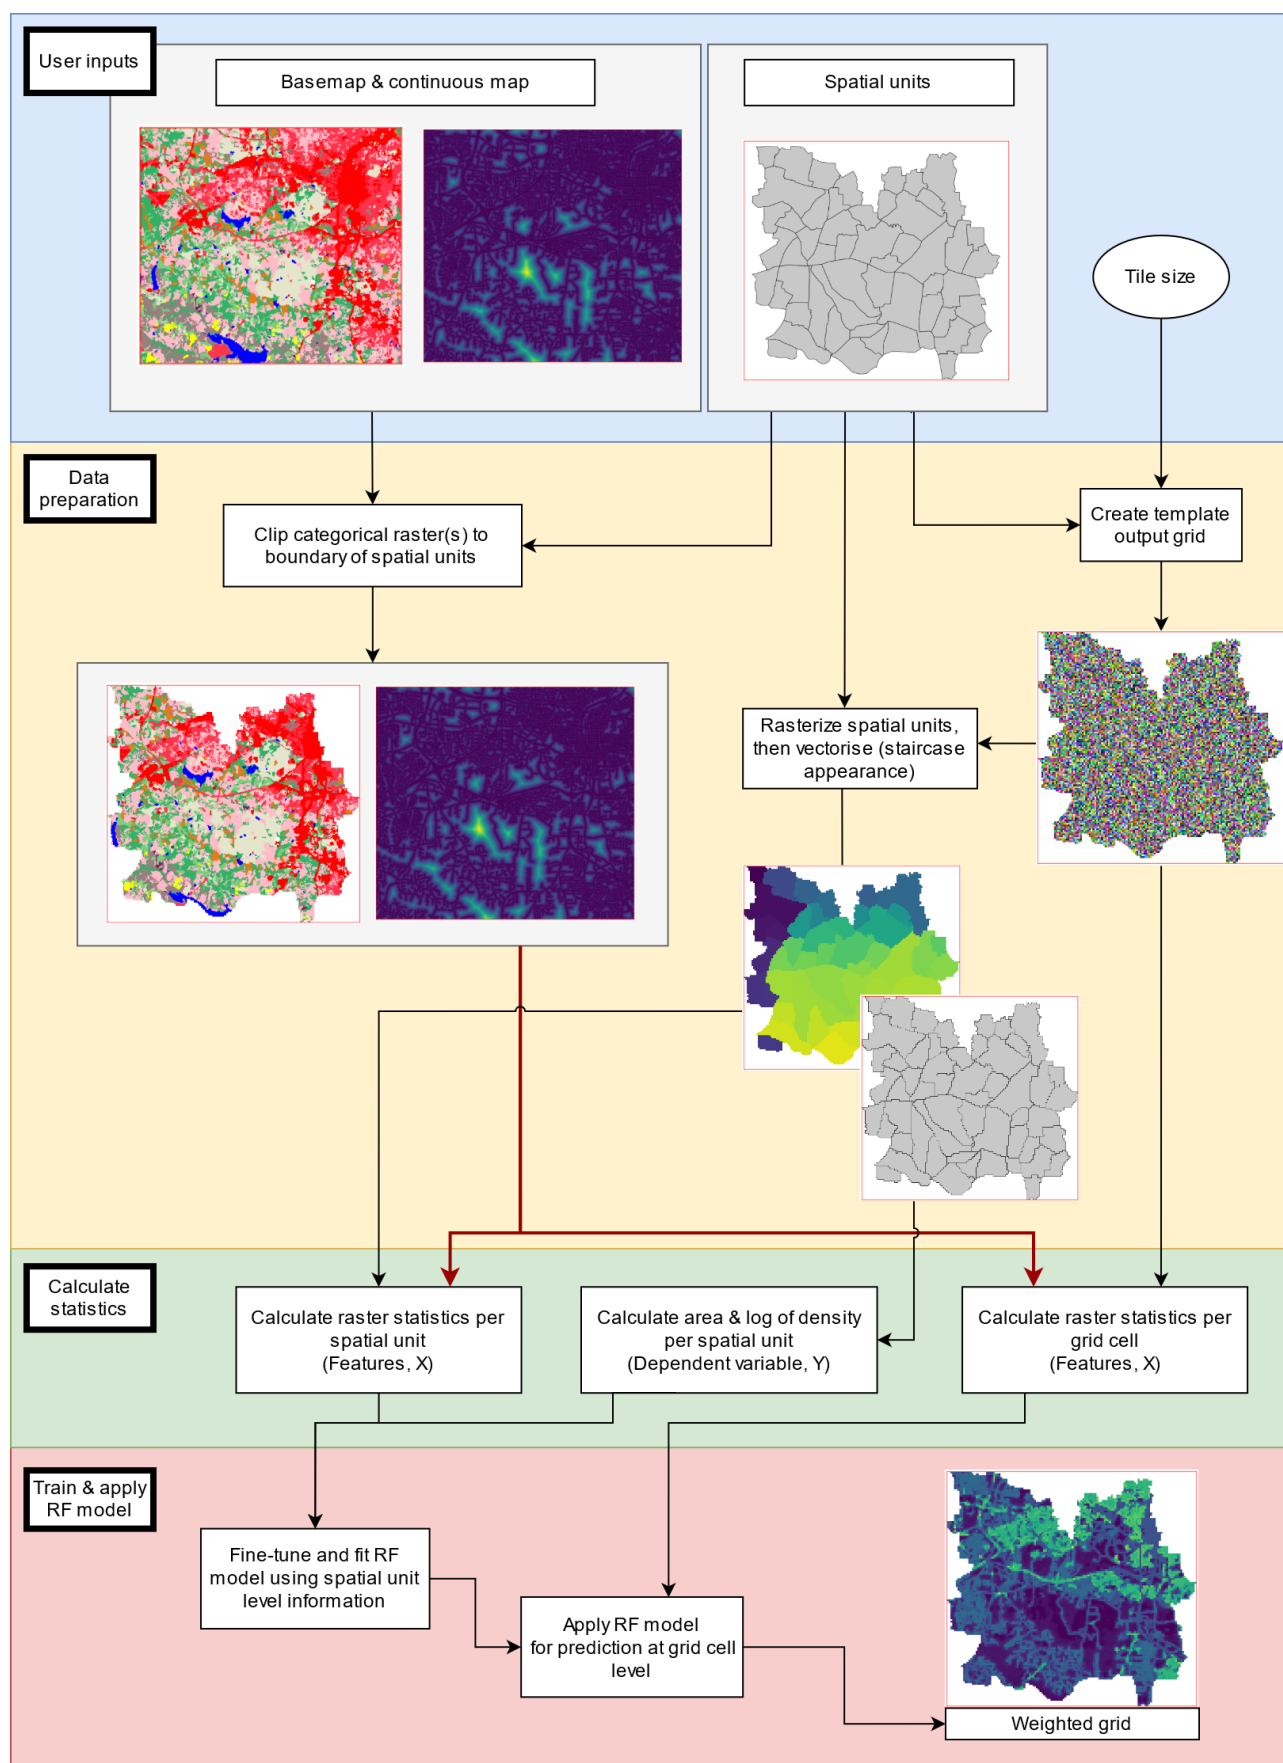 User inputs
Basemap & continuous map
Spatial units
Tile size
Data
preparation
Clip categorical raster(s) to
boundary of spatial units
Create template
output grid
Rasterize spatial units,
then vectorise (staircase
appearance)
Calculate
statistics
Calculate raster statistics per
spatial unit
(Features, X)
Calculate area & log of density
per spatial unit
(Dependent variable, Y)
Calculate raster statistics per
grid cell
(Features, X)
Train & apply
RF model
Fine-tune and fit RF
model using spatial unit
level information
Apply RF model
for prediction at grid cell
level
Weighted grid